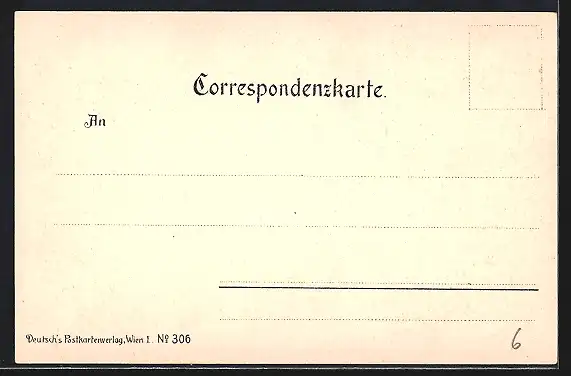 Correspondenzkarte.
An
Deutsch's Postkartenverlag, Wien I. Nº 306
6